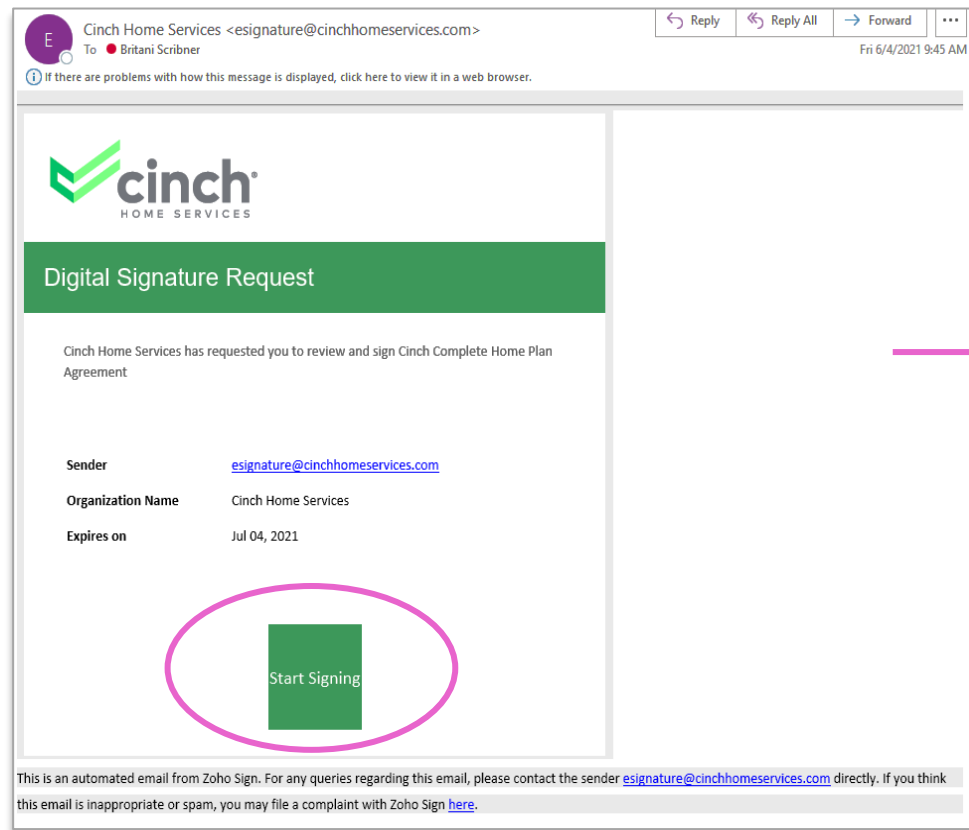 E
Cinch Home Services <esignature@cinchhomeservices.com>
To Britani Scribner
Reply
Reply All
Forward
...
Fri 6/4/2021 9:45 AM
i If there are problems with how this message is displayed, click here to view it in a web browser.
cinch
HOME SERVICES
Digital Signature Request
Cinch Home Services has requested you to review and sign Cinch Complete Home Plan
Agreement
Sender esignature@cinchhomeservices.com
Organization Name Cinch Home Services
Expires on Jul 04, 2021
Start Signing
This is an automated email from Zoho Sign. For any queries regarding this email, please contact the sender esignature@cinchhomeservices.com directly. If you think
this email is inappropriate or spam, you may file a complaint with Zoho Sign here.